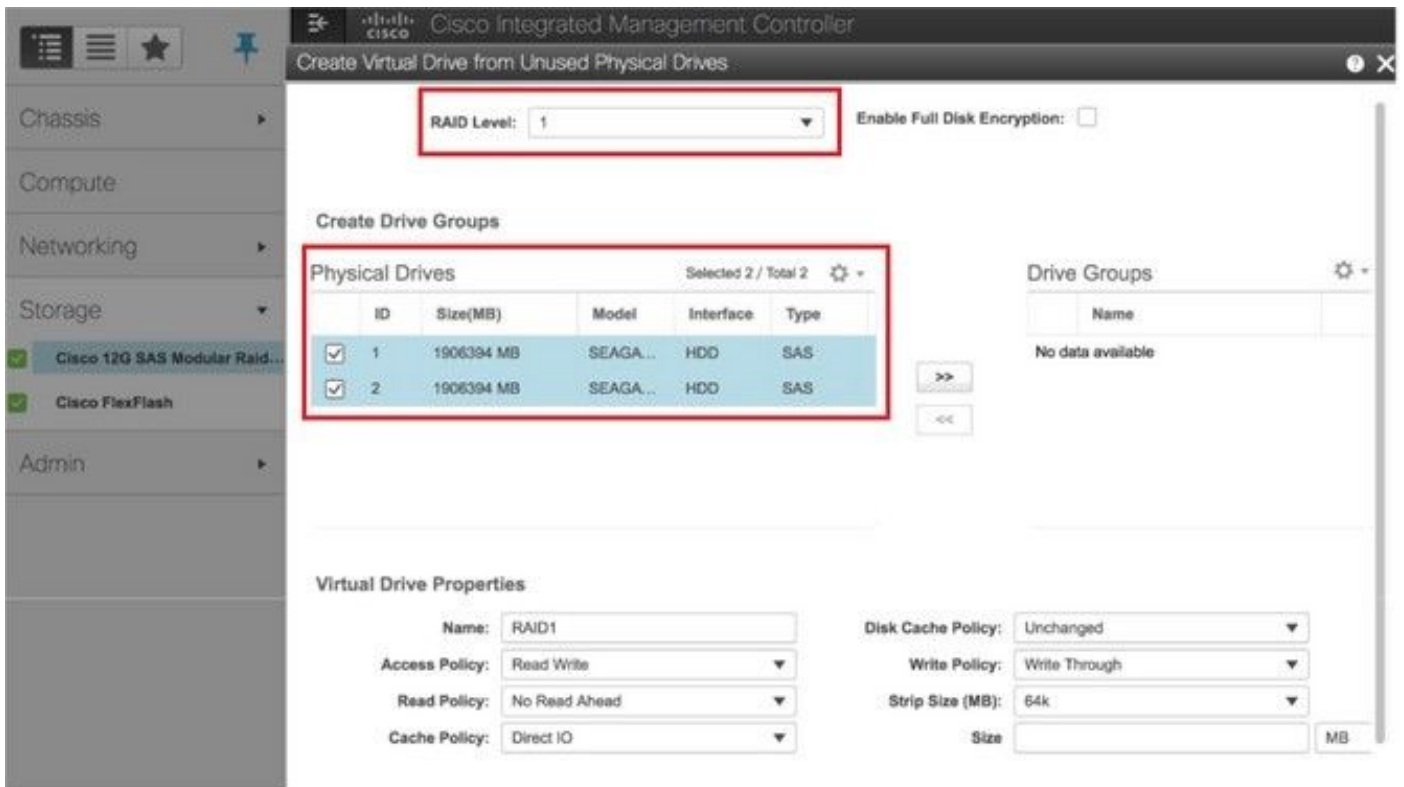 CISCO Cisco Integrated Management Controller
Create Virtual Drive from Unused Physical Drives
Chassis
Compute
Networking
Storage
Cisco 12G SAS Modular Raid...
Cisco FlexFlash
Admin
RAID Level: 1
Enable Full Disk Encryption:
Create Drive Groups
Physical Drives Selected 2 / Total 2
ID Size(MB) Model Interface Type
1 1906394 MB SEAGA... HDD SAS
2 1906394 MB SEAGA... HDD SAS
>>
<<
Drive Groups
Name
No data available
Virtual Drive Properties
Name: RAID1 Disk Cache Policy: Unchanged
Access Policy: Read Write Write Policy: Write Through
Read Policy: No Read Ahead Strip Size (MB): 64k
Cache Policy: Direct IO Size MB